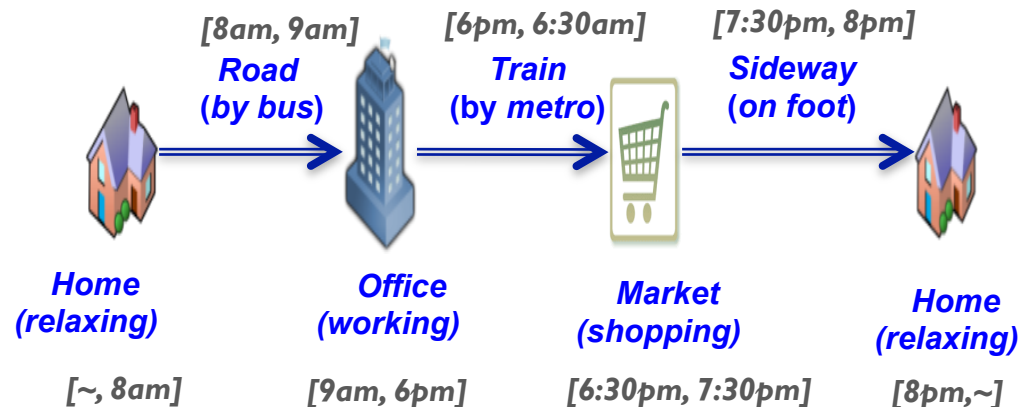 [8am, 9am]
Road
(by bus)
[6pm, 6:30am]
Train
(by metro)
[7:30pm, 8pm]
Sideway
(on foot)
Home
(relaxing)
Office
(working)
Market
(shopping)
Home
(relaxing)
[~, 8am]
[9am, 6pm]
[6:30pm, 7:30pm]
[8pm,~]